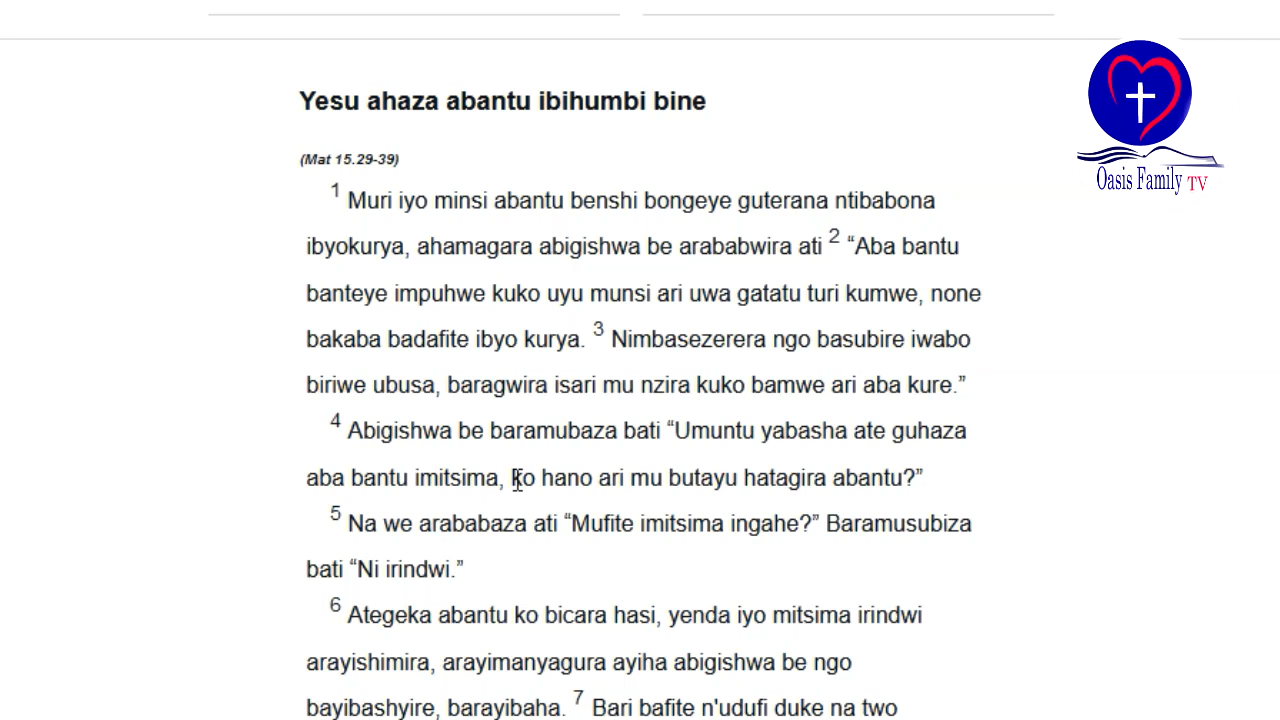 Yesu ahaza abantu ibihumbi bine
(Mat 15.29-39)
1 Muri iyo minsi abantu benshi bongeye guterana ntibabona
ibyokurya, ahamagara abigishwa be arababwira ati 2 “Aba bantu
banteye impuhwe kuko uyu munsi ari uwa gatatu turi kumwe, none
bakaba badafite ibyo kurya. 3 Nimbasezerera ngo basubire iwabo
biriwe ubusa, baragwira isari mu nzira kuko bamwe ari aba kure.”
4 Abigishwa be baramubaza bati “Umuntu yabasha ate guhaza
aba bantu imitsima, ko hano ari mu butayu hatagira abantu?”
5 Na we arababaza ati “Mufite imitsima ingahe?” Baramusubiza
bati “Ni irindwi.”
6 Ategeka abantu ko bicara hasi, yenda iyo mitsima irindwi
arayishimira, arayimanyagura ayiha abigishwa be ngo
bayibashyire, barayibaha. 7 Bari bafite n'udufi duke na two
Oasis Family TV